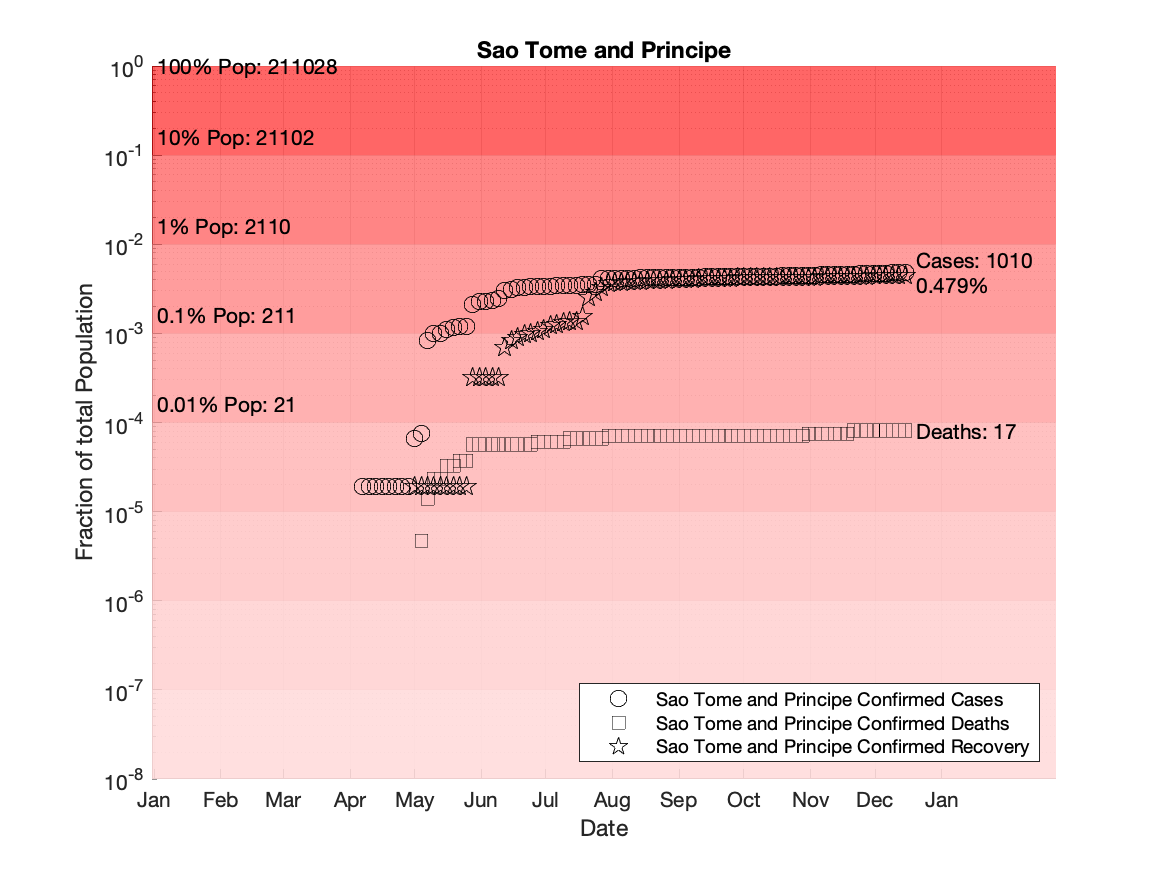 Sao Tome and Principe
10^0
100% Pop: 211028
10% Pop: 21102
10^-1
1% Pop: 2110
10^-2
Cases: 1010
0.479%
0.1% Pop: 211
10^-3
0.01% Pop: 21
10^-4
Deaths: 17
10^-5
10^-6
10^-7
10^-8
Fraction of total Population
Sao Tome and Principe Confirmed Cases
Sao Tome and Principe Confirmed Deaths
Sao Tome and Principe Confirmed Recovery
Jan Feb Mar Apr May Jun Jul Aug Sep Oct Nov Dec Jan
Date